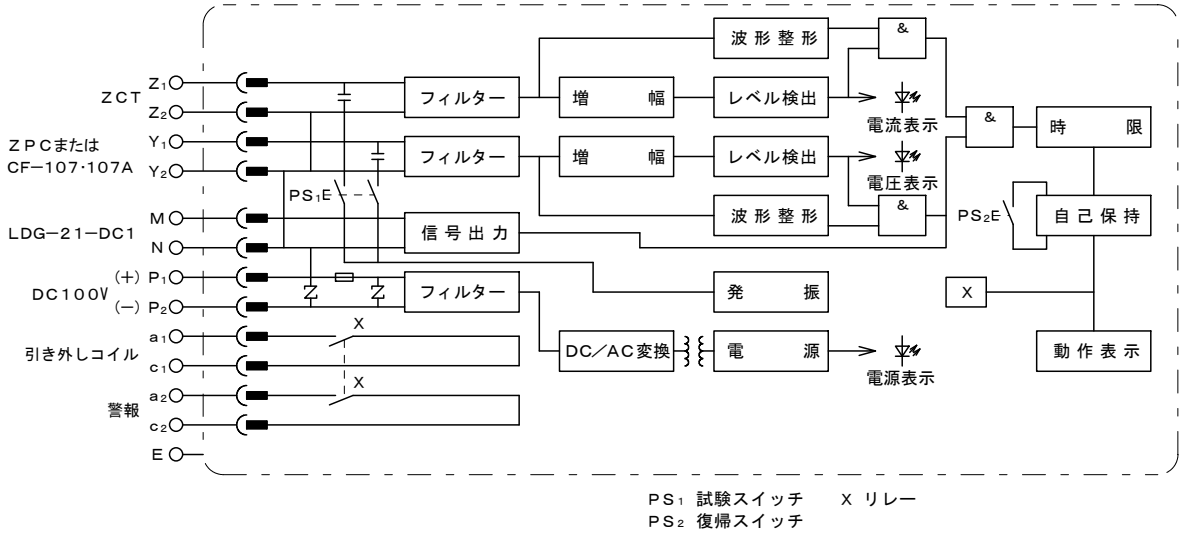 波形整形
&
ZCT
Z₁
Z₂
フィルター
増幅
レベル検出
電流表示
ZPCまたは
CF-107・107A
Y₁
Y₂
フィルター
増幅
レベル検出
電圧表示
&
時限
PS₁E
波形整形
&
PS₂E
自己保持
LDG-21-DC1
M
N
信号出力
DC100V
(+) P₁
(-) P₂
フィルター
発振
X
引き外しコイル
a₁
c₁
X
DC/AC変換
電源
電源表示
動作表示
警報
a₂
c₂
X
E
PS₁ 試験スイッチ X リレー
PS₂ 復帰スイッチ